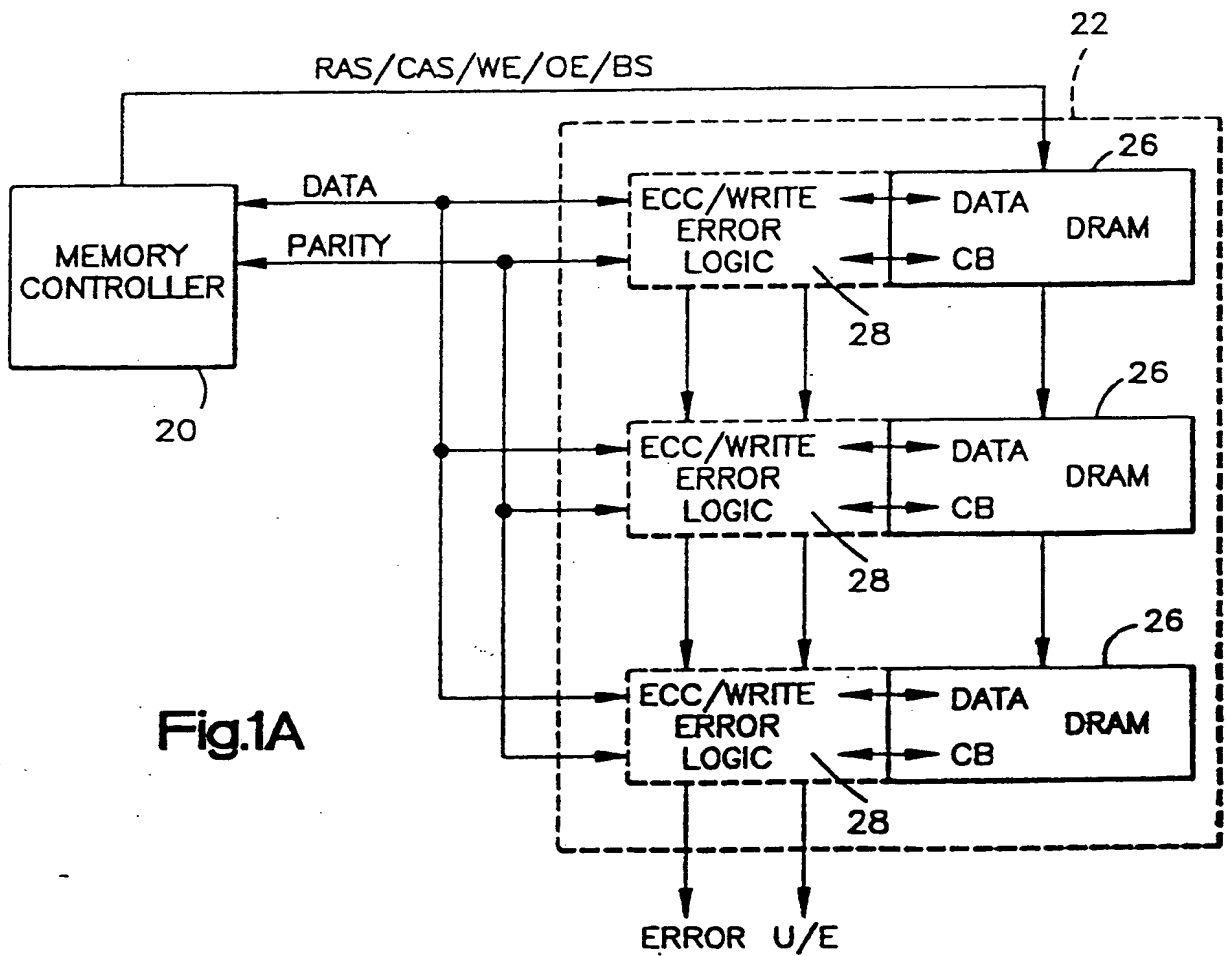 22
RAS/CAS/WE/OE/BS
26
DATA
PARITY
MEMORY
CONTROLLER
20
ECC/WRITE
ERROR
LOGIC
28
DATA
CB
DRAM
26
ECC/WRITE
ERROR
LOGIC
28
DATA
CB
DRAM
26
ECC/WRITE
ERROR
LOGIC
28
DATA
CB
DRAM
Fig.1A
ERROR U/E